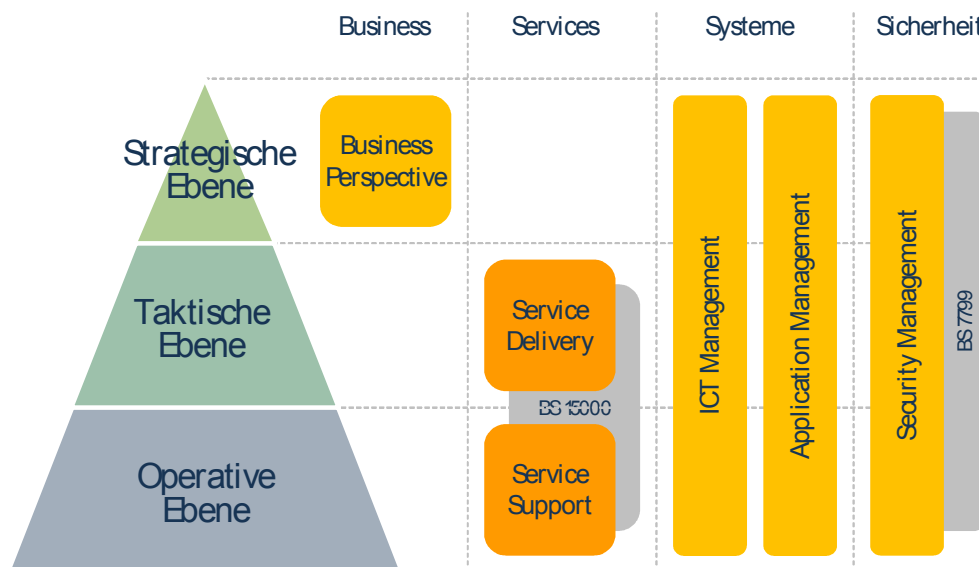 Business
Services
Systeme
Sicherheit
Strategische
Ebene
Business
Perspective
Taktische
Ebene
Service
Delivery
BS 15000
Operative
Ebene
Service
Support
ICT Management
Application Management
Security Management
BS 7799